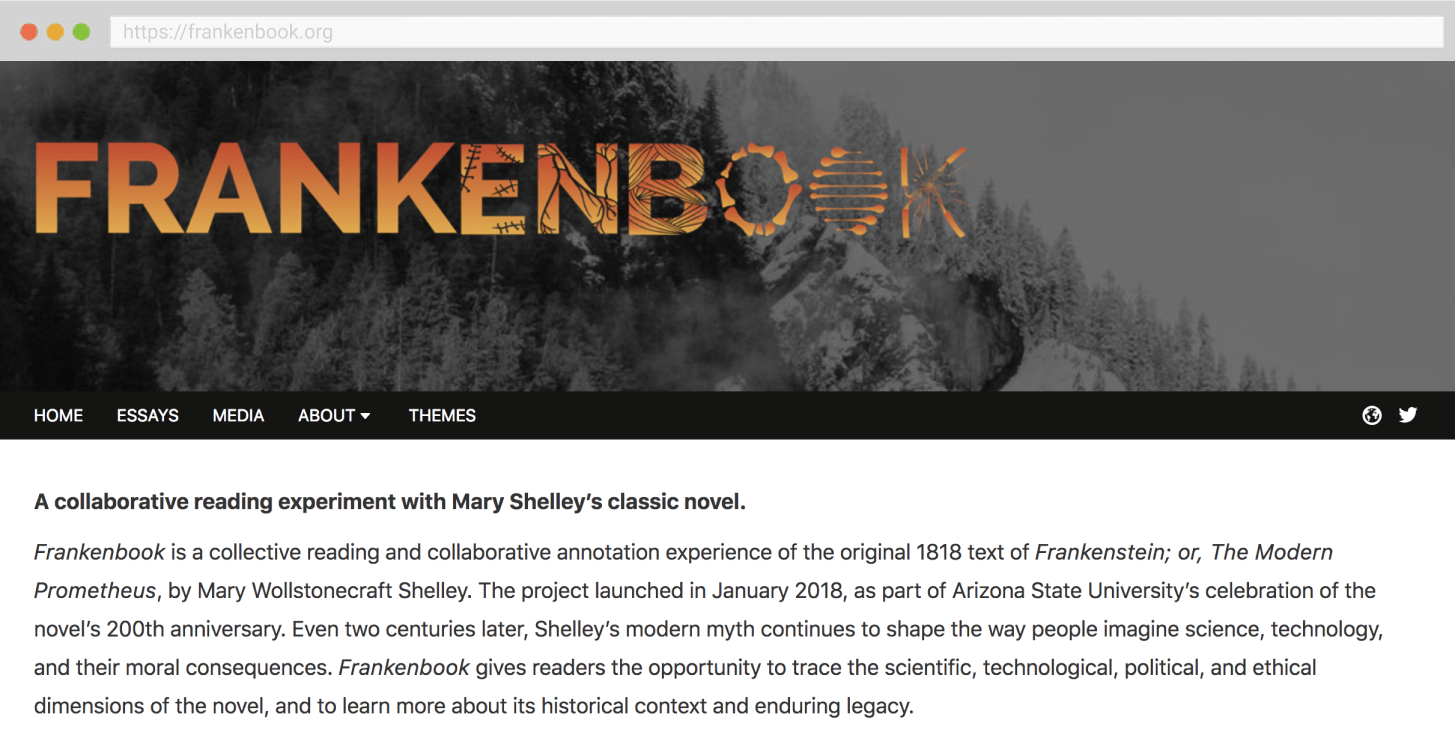 https://frankenbook.org
FRANKENBOOK
HOME ESSAYS MEDIA ABOUT THEMES
A collaborative reading experiment with Mary Shelley’s classic novel.
Frankenbook is a collective reading and collaborative annotation experience of the original 1818 text of Frankenstein; or, The Modern
Prometheus, by Mary Wollstonecraft Shelley. The project launched in January 2018, as part of Arizona State University’s celebration of the
novel’s 200th anniversary. Even two centuries later, Shelley’s modern myth continues to shape the way people imagine science, technology,
and their moral consequences. Frankenbook gives readers the opportunity to trace the scientific, technological, political, and ethical
dimensions of the novel, and to learn more about its historical context and enduring legacy.